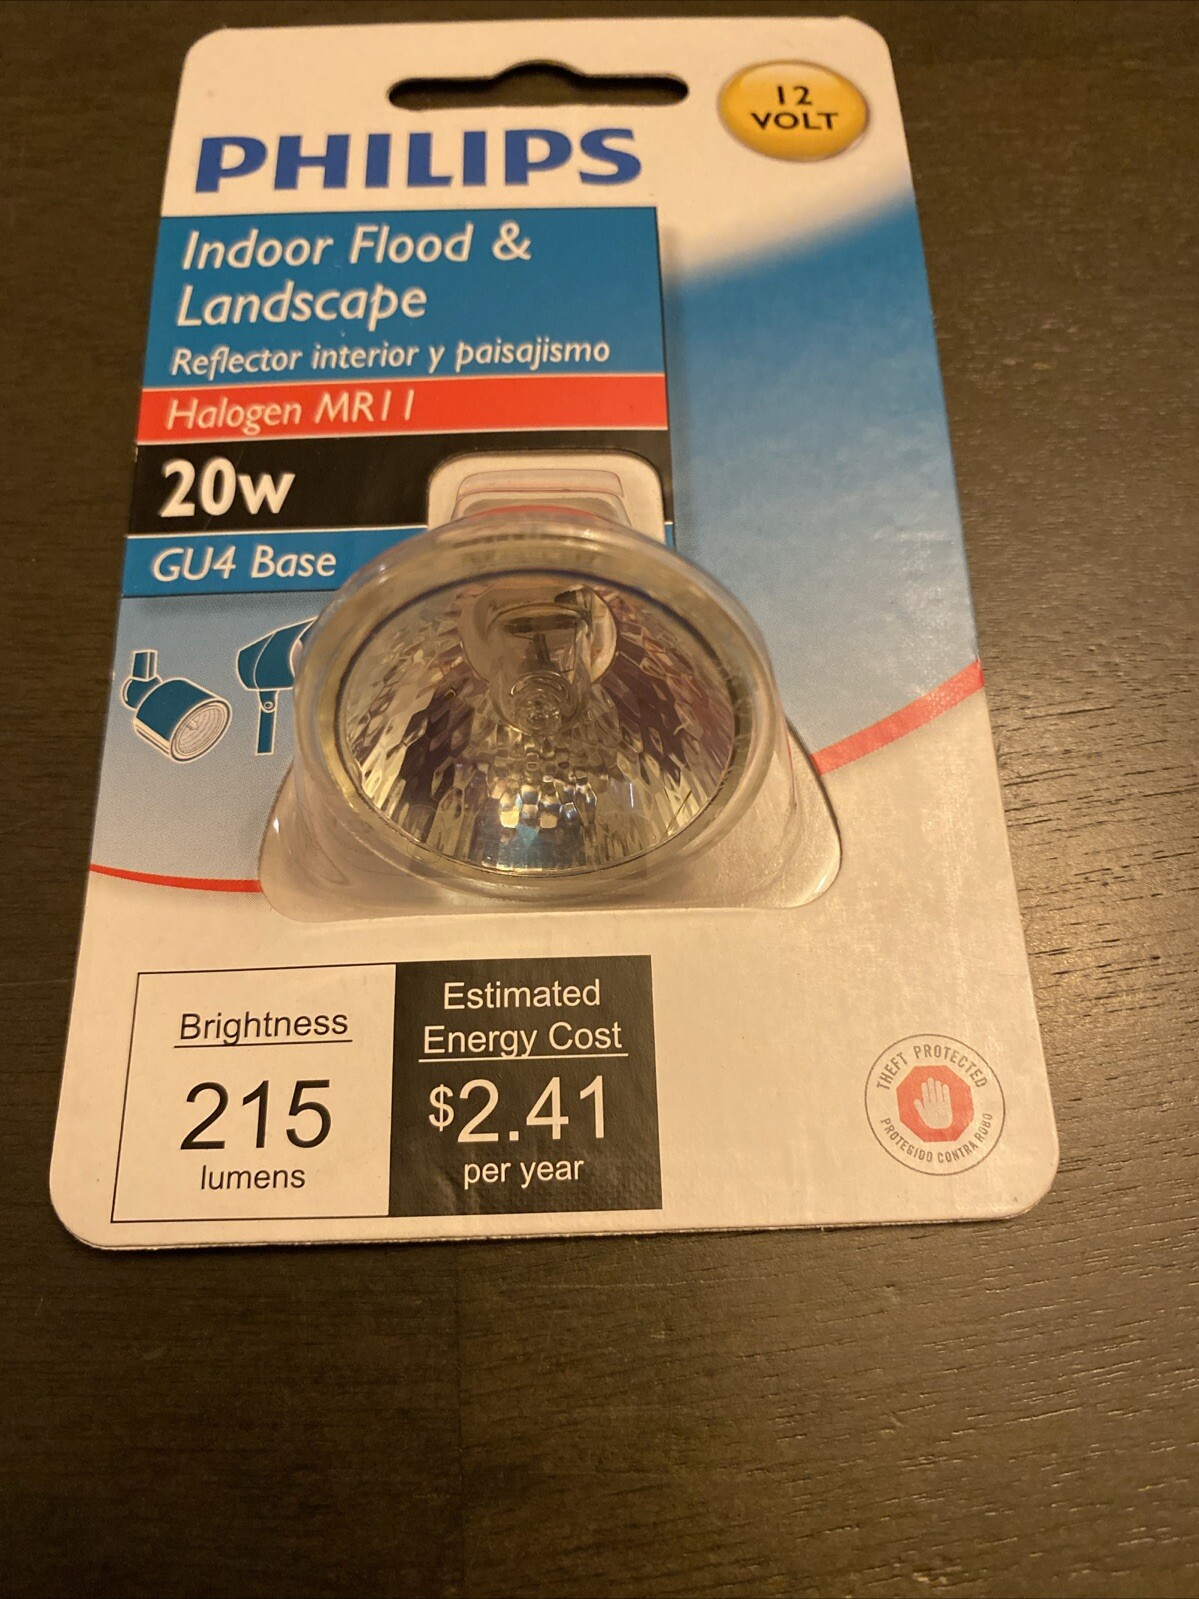 12
VOLT
PHILIPS
Indoor Flood &
Landscape
Reflector interior y paisajismo
Halogen MR11
20w
GU4 Base
Brightness
215
lumens
Estimated
Energy Cost
$2.41
per year
THEFT PROTECTED
PROTEGIDO CONTRA ROBO